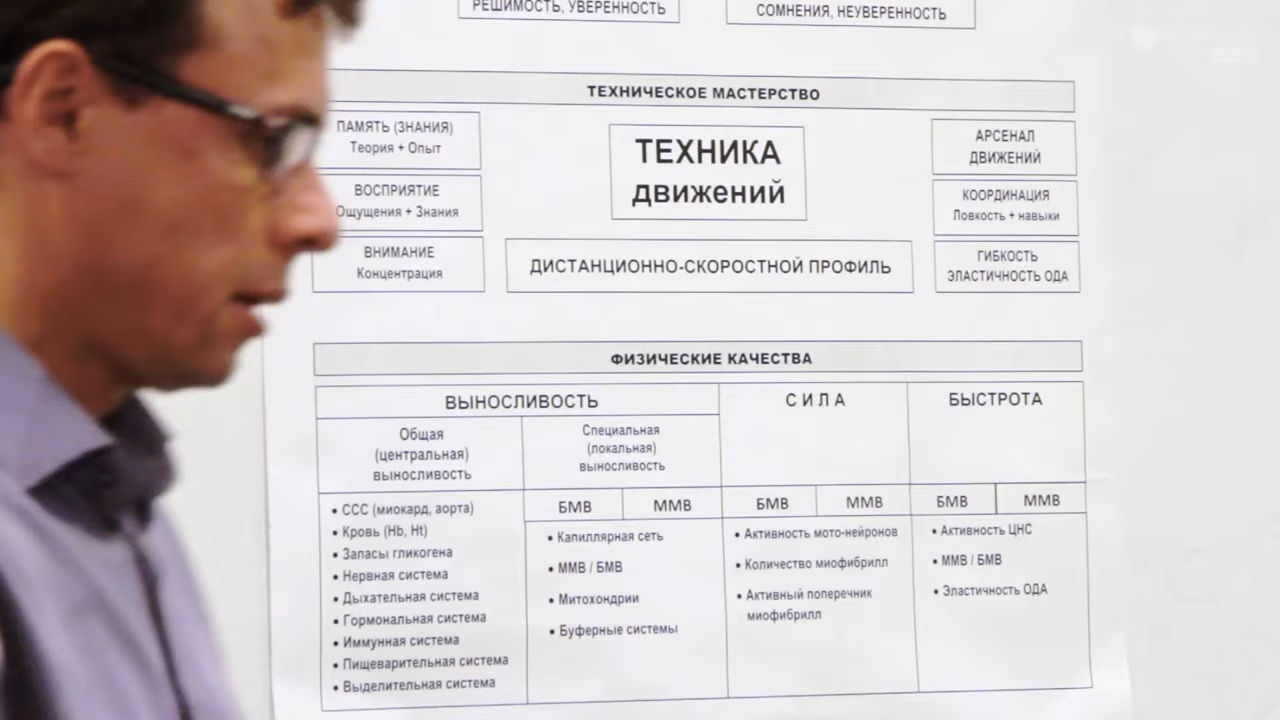 РЕШИМОСТЬ, УВЕРЕННОСТЬ
СОМНЕНИЯ, НЕУВЕРЕННОСТЬ
ТЕХНИЧЕСКОЕ МАСТЕРСТВО
ПАМЯТЬ (ЗНАНИЯ)
Теория + Опыт
ВОСПРИЯТИЕ
Ощущения + Знания
ВНИМАНИЕ
Концентрация
ТЕХНИКА
движений
ДИСТАНЦИОННО-СКОРОСТНОЙ ПРОФИЛЬ
АРСЕНАЛ
ДВИЖЕНИЙ
КООРДИНАЦИЯ
Ловкость + навыки
ГИБКОСТЬ
ЭЛАСТИЧНОСТЬ ОДА
ФИЗИЧЕСКИЕ КАЧЕСТВА
ВЫНОСЛИВОСТЬ
Общая
(центральная)
выносливость
• ССС (миокард, аорта)
• Кровь (Hb, Ht)
• Запасы гликогена
• Нервная система
• Дыхательная система
• Гормональная система
• Иммунная система
• Пищеварительная система
• Выделительная система
Специальная
(локальная)
выносливость
БМВ ММВ
• Капиллярная сеть
• ММВ / БМВ
• Митохондрии
• Буферные системы
С И Л А
БМВ ММВ
• Активность мото-нейронов
• Количество миофибрилл
• Активный поперечник
миофибрилл
БЫСТРОТА
БМВ ММВ
• Активность ЦНС
• ММВ / БМВ
• Эластичность ОДА